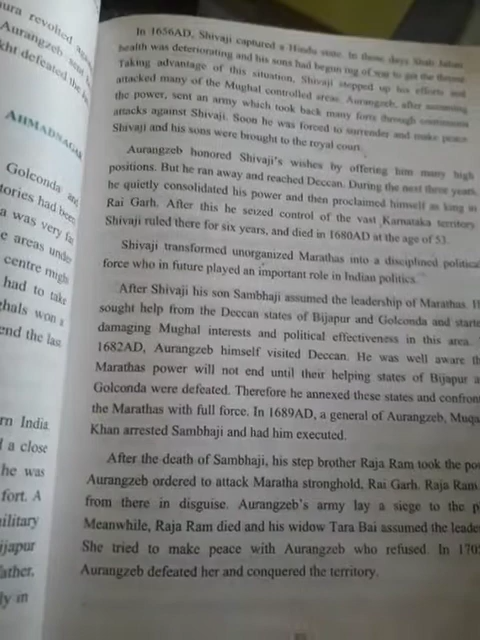 ura revolted
Aurangzeb sent
defeated the
AHMADNAGAR
Golconda and
tories had been
a was very far
e areas under
centre might
had to take
ghals won a
end the last
rn India
l a close
he was
fort. A
ilitary
ijapur
ather.
ly in
In 1656AD, Shivaji captured a Hindu state. In those days Shah Jahan
health was deteriorating and his sons had begun to get the throne
Taking advantage of this situation, Shivaji stepped up his efforts and
attacked many of the Mughal controlled areas. Aurangzeb, after assuming
the power, sent an army which took back many forts through continuous
attacks against Shivaji. Soon he was forced to surrender and make peace
Shivaji and his sons were brought to the royal court.
Aurangzeb honored Shivaji's wishes by offering him many high
positions. But he ran away and reached Deccan. During the next three years
he quietly consolidated his power and then proclaimed himself as king in
Rai Garh. After this he seized control of the vast Karnataka territory
Shivaji ruled there for six years, and died in 1680AD at the age of 53.
Shivaji transformed unorganized Marathas into a disciplined political
force who in future played an important role in Indian politics.
After Shivaji his son Sambhaji assumed the leadership of Marathas. H
sought help from the Deccan states of Bijapur and Golconda and starte
damaging Mughal interests and political effectiveness in this area.
1682AD, Aurangzeb himself visited Deccan. He was well aware th
Marathas power will not end until their helping states of Bijapur a
Golconda were defeated. Therefore he annexed these states and confron
the Marathas with full force. In 1689AD, a general of Aurangzeb, Muqa
Khan arrested Sambhaji and had him executed.
After the death of Sambhaji, his step brother Raja Ram took the po
Aurangzeb ordered to attack Maratha stronghold, Rai Garh. Raja Ram
from there in disguise. Aurangzeb's army lay a siege to the p
Meanwhile, Raja Ram died and his widow Tara Bai assumed the leade
She tried to make peace with Aurangzeb who refused. In 170
Aurangzeb defeated her and conquered the territory.